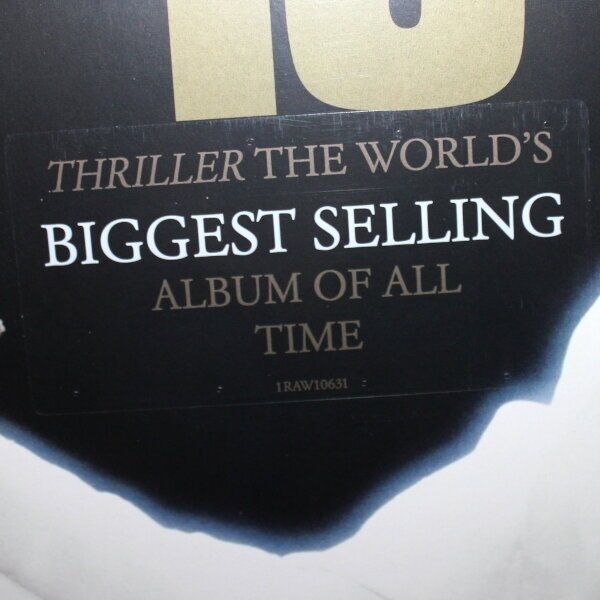 THRILLER THE WORLD'S
BIGGEST SELLING
ALBUM OF ALL
TIME
1RAW10631